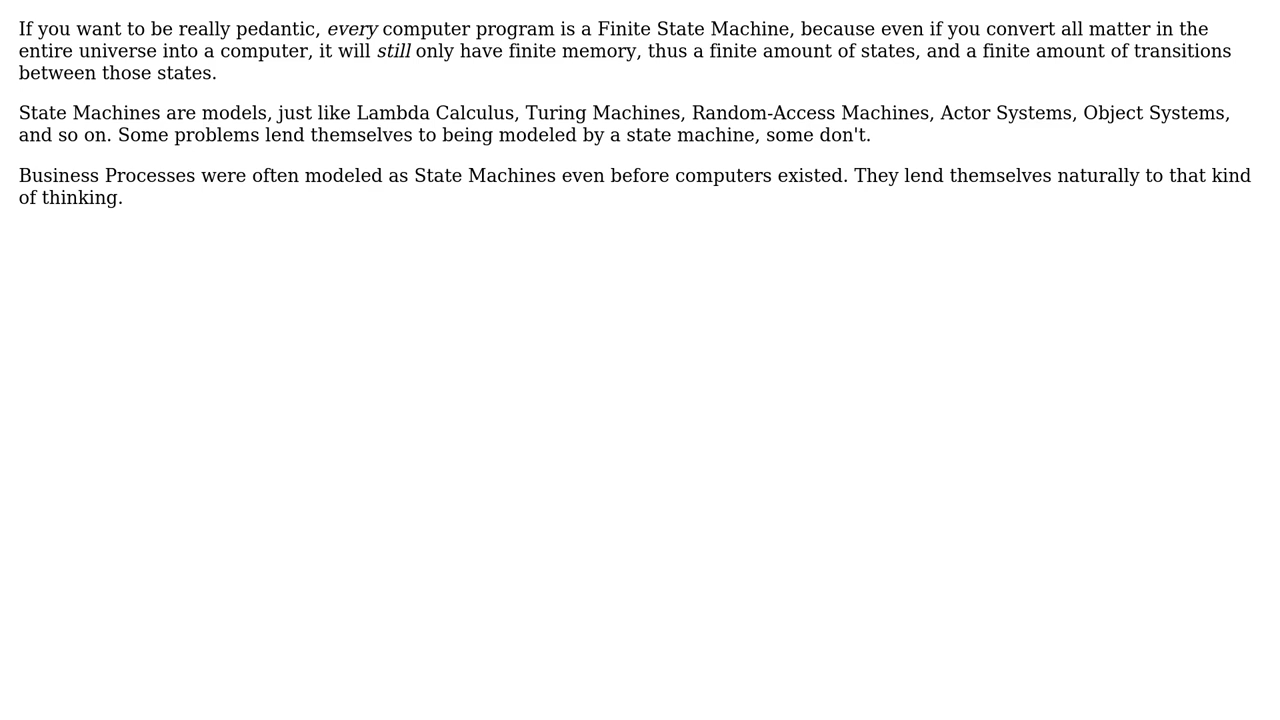 If you want to be really pedantic, every computer program is a Finite State Machine, because even if you convert all matter in the
entire universe into a computer, it will still only have finite memory, thus a finite amount of states, and a finite amount of transitions
between those states.
State Machines are models, just like Lambda Calculus, Turing Machines, Random-Access Machines, Actor Systems, Object Systems,
and so on. Some problems lend themselves to being modeled by a state machine, some don't.
Business Processes were often modeled as State Machines even before computers existed. They lend themselves naturally to that kind
of thinking.